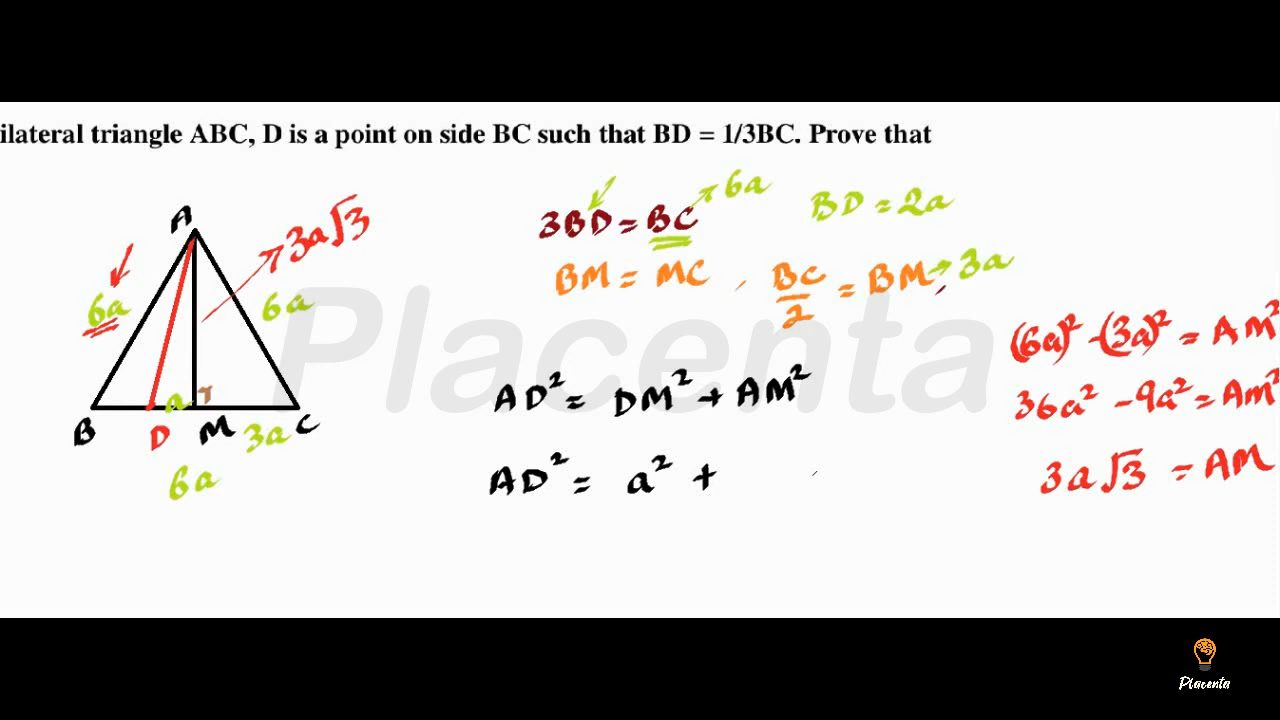 ilateral triangle ABC, D is a point on side BC such that BD = 1/3BC. Prove that
A
3a√3
6a
6a
a
B
D
M
3a
C
6a
3BD = BC → 6a
BD = 2a
BM = MC , BC/2 = BM → 3a
AD² = DM² + AM²
AD² = a² +
(6a)² - (3a)² = AM²
36a² - 9a² = AM²
3a√3 = AM
Placenta
Placenta